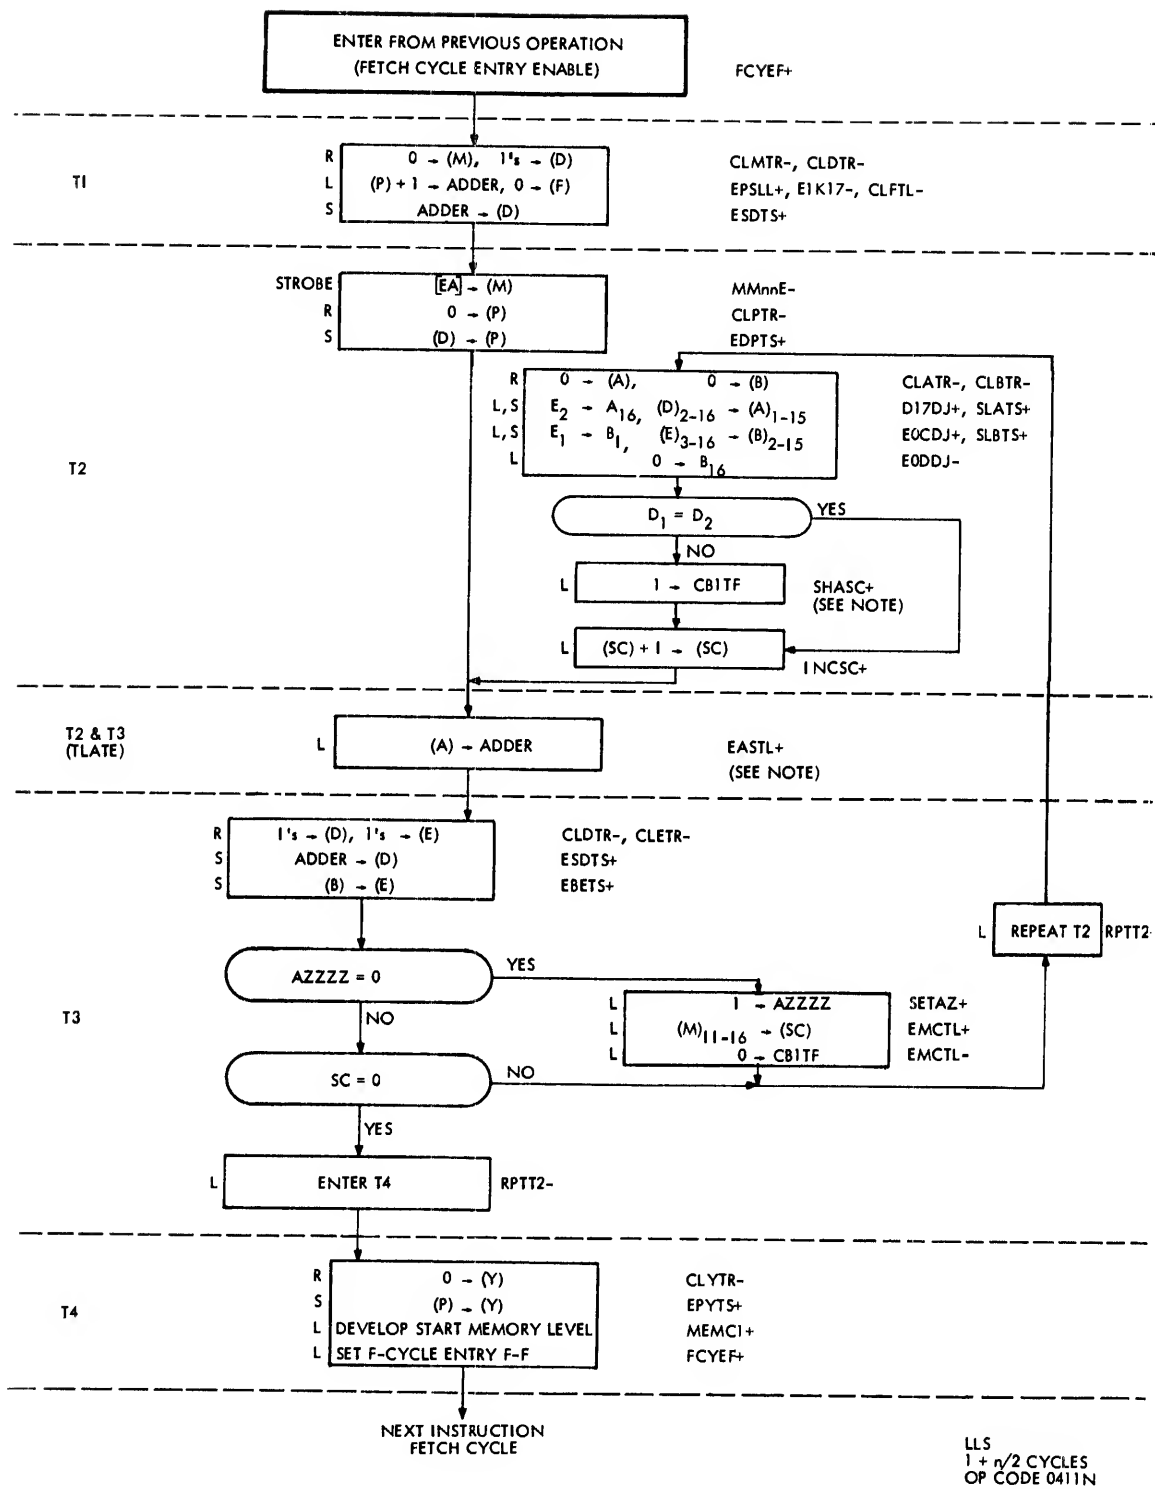 ENTER FROM PREVIOUS OPERATION
(FETCH CYCLE ENTRY ENABLE)
FCYEF+
T1
R 0 → (M), 1's → (D) CLMTR-, CLDTR-
L (P) + 1 → ADDER, 0 → (F) EPSLL+, E1K17-, CLFTL-
S ADDER → (D) ESDTS+
STROBE [EA] → (M) MMnnE-
R 0 → (P) CLPTR-
S (D) → (P) EDPTS+
T2
R 0 → (A), 0 → (B) CLATR-, CLBTR-
L, S E2 → A16, (D)2-16 → (A)1-15 D17DJ+, SLATS+
L, S E1 → B1, (E)3-16 → (B)2-15 E0CDJ+, SLBTS+
L 0 → B16 E0DDJ-
D1 = D2
YES
NO
L 1 → CB1TF SHASC+
(SEE NOTE)
L (SC) + 1 → (SC)
INCSC+
T2 & T3
(TLATE)
L (A) → ADDER EASTL+
(SEE NOTE)
T3
R 1's → (D), 1's → (E) CLDTR-, CLETR-
S ADDER → (D) ESDTS+
S (B) → (E) EBETS+
L REPEAT T2 RPTT2-
AZZZZ = 0
YES
NO
L 1 → AZZZZ SETAZ+
L (M)11-16 → (SC) EMCTL+
L 0 → CB1TF EMCTL-
SC = 0
NO
YES
L ENTER T4 RPTT2-
T4
R 0 → (Y) CLYTR-
S (P) → (Y) EPYTS+
L DEVELOP START MEMORY LEVEL MEMC1+
L SET F-CYCLE ENTRY F-F FCYEF+
NEXT INSTRUCTION
FETCH CYCLE
LLS
1 + n/2 CYCLES
OP CODE 0411N